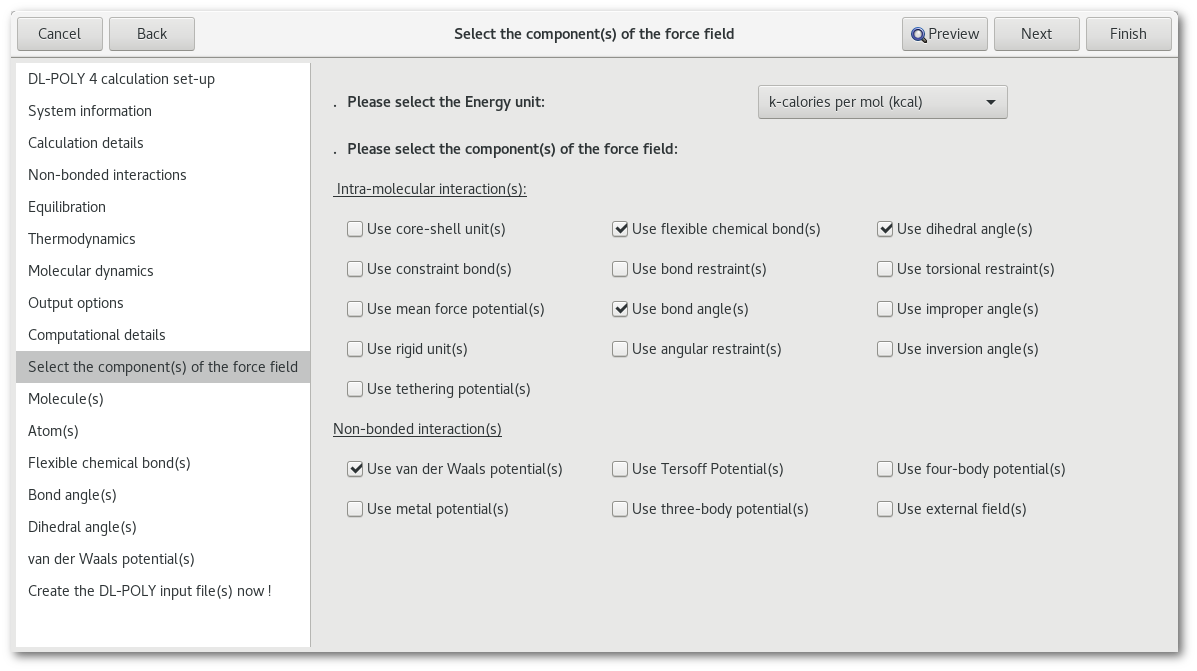 Cancel Back Select the component(s) of the force field Preview Next Finish
DL-POLY 4 calculation set-up
System information
Calculation details
Non-bonded interactions
Equilibration
Thermodynamics
Molecular dynamics
Output options
Computational details
Select the component(s) of the force field
Molecule(s)
Atom(s)
Flexible chemical bond(s)
Bond angle(s)
Dihedral angle(s)
van der Waals potential(s)
Create the DL-POLY input file(s) now !
. Please select the Energy unit: k-calories per mol (kcal)
. Please select the component(s) of the force field:
Intra-molecular interaction(s):
Use core-shell unit(s) Use flexible chemical bond(s) Use dihedral angle(s)
Use constraint bond(s) Use bond restraint(s) Use torsional restraint(s)
Use mean force potential(s) Use bond angle(s) Use improper angle(s)
Use rigid unit(s) Use angular restraint(s) Use inversion angle(s)
Use tethering potential(s)
Non-bonded interaction(s)
Use van der Waals potential(s) Use Tersoff Potential(s) Use four-body potential(s)
Use metal potential(s) Use three-body potential(s) Use external field(s)